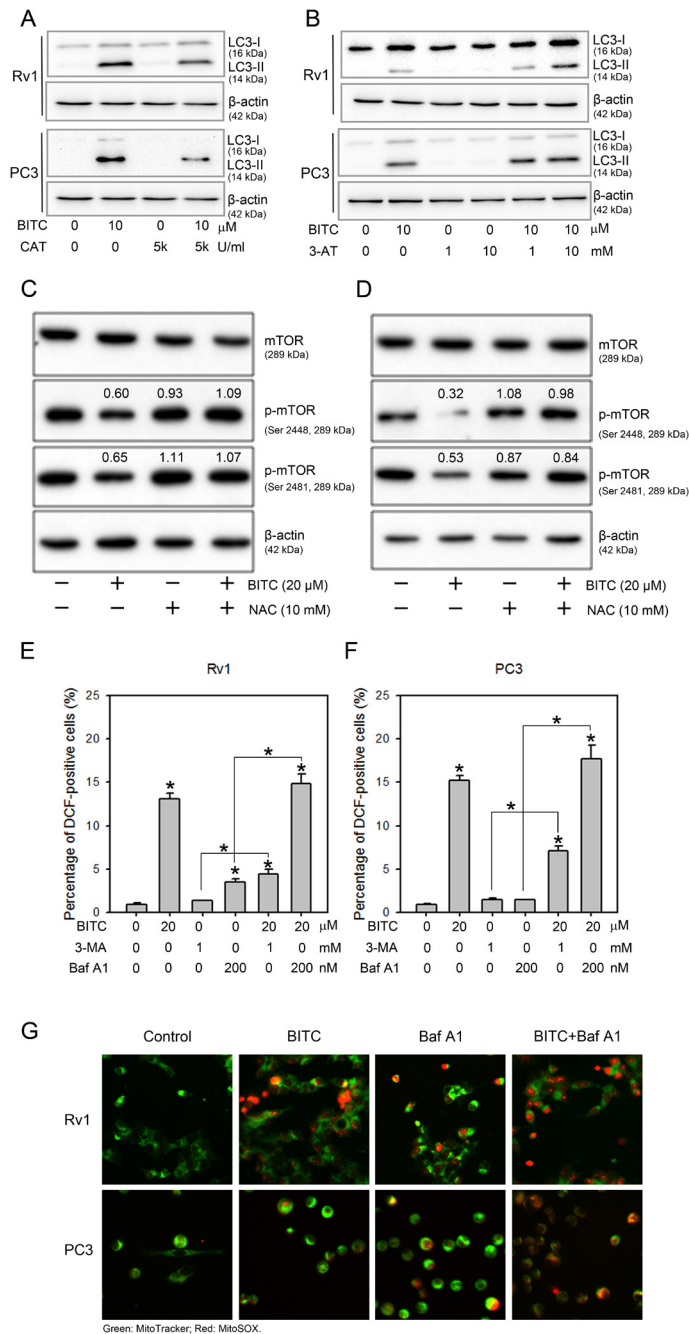 A
Rv1
LC3-I
(16 kDa)
LC3-II
(14 kDa)
β-actin
(42 kDa)
PC3
LC3-I
(16 kDa)
LC3-II
(14 kDa)
β-actin
(42 kDa)
BITC 0 10 0 10 μM
CAT 0 0 5k 5k U/ml
B
Rv1
LC3-I
(16 kDa)
LC3-II
(14 kDa)
β-actin
(42 kDa)
PC3
LC3-I
(16 kDa)
LC3-II
(14 kDa)
β-actin
(42 kDa)
BITC 0 10 0 0 10 10 μM
3-AT 0 0 1 10 1 10 mM
C
mTOR
(289 kDa)
0.60 0.93 1.09
p-mTOR
(Ser 2448, 289 kDa)
0.65 1.11 1.07
p-mTOR
(Ser 2481, 289 kDa)
β-actin
(42 kDa)
− + − + BITC (20 μM)
− − + + NAC (10 mM)
D
mTOR
(289 kDa)
0.32 1.08 0.98
p-mTOR
(Ser 2448, 289 kDa)
0.53 0.87 0.84
p-mTOR
(Ser 2481, 289 kDa)
β-actin
(42 kDa)
− + − + BITC (20 μM)
− − + + NAC (10 mM)
E
Rv1
Percentage of DCF-positive cells (%)
25
20
15
10
5
0
* * * * * *
BITC 0 20 0 0 20 20 μM
3-MA 0 0 1 0 1 0 mM
Baf A1 0 0 0 200 0 200 nM
F
PC3
Percentage of DCF-positive cells (%)
25
20
15
10
5
0
* * * * *
BITC 0 20 0 0 20 20 μM
3-MA 0 0 1 0 1 0 mM
Baf A1 0 0 0 200 0 200 nM
G
Control BITC Baf A1 BITC+Baf A1
Rv1
PC3
Green: MitoTracker; Red: MitoSOX.